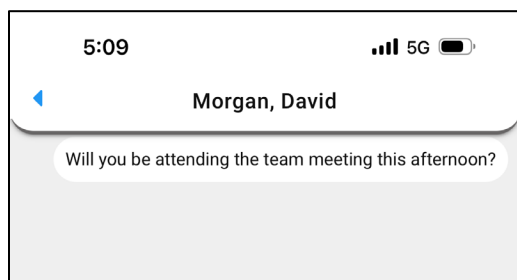 5:09 5G
Morgan, David
Will you be attending the team meeting this afternoon?